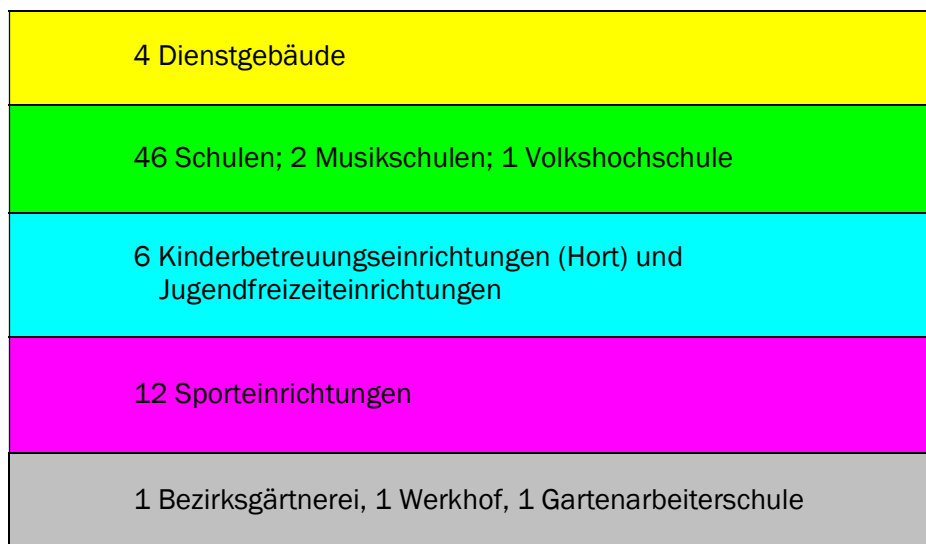 4 Dienstgebäude
46 Schulen; 2 Musikschulen; 1 Volkshochschule
6 Kinderbetreuungseinrichtungen (Hort) und
Jugendfreizeiteinrichtungen
12 Sporteinrichtungen
1 Bezirksgärtnerei, 1 Werkhof, 1 Gartenarbeiterschule